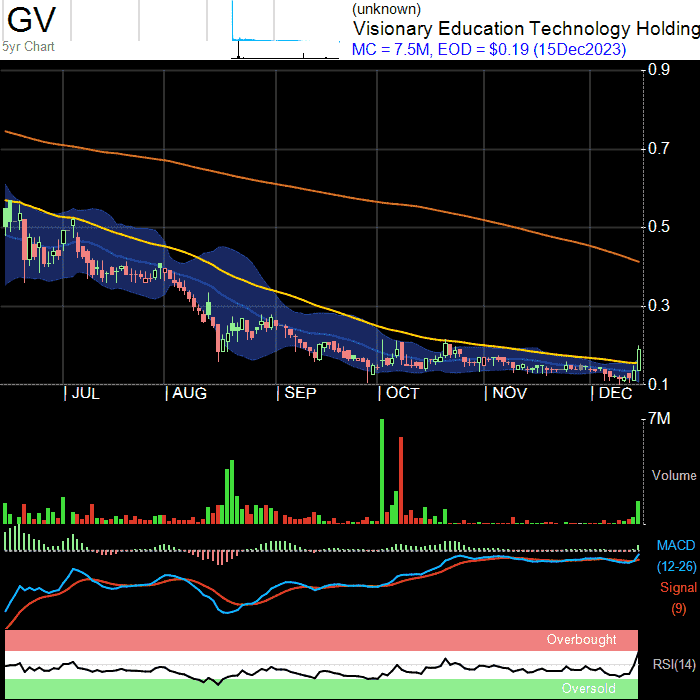 GV
5yr Chart
(unknown)
Visionary Education Technology Holding
MC = 7.5M, EOD = $0.19 (15Dec2023)
0.9
0.7
0.5
0.3
0.1
JUL AUG SEP OCT NOV DEC
7M
Volume
MACD
(12-26)
Signal
(9)
Overbought
RSI(14)
Oversold